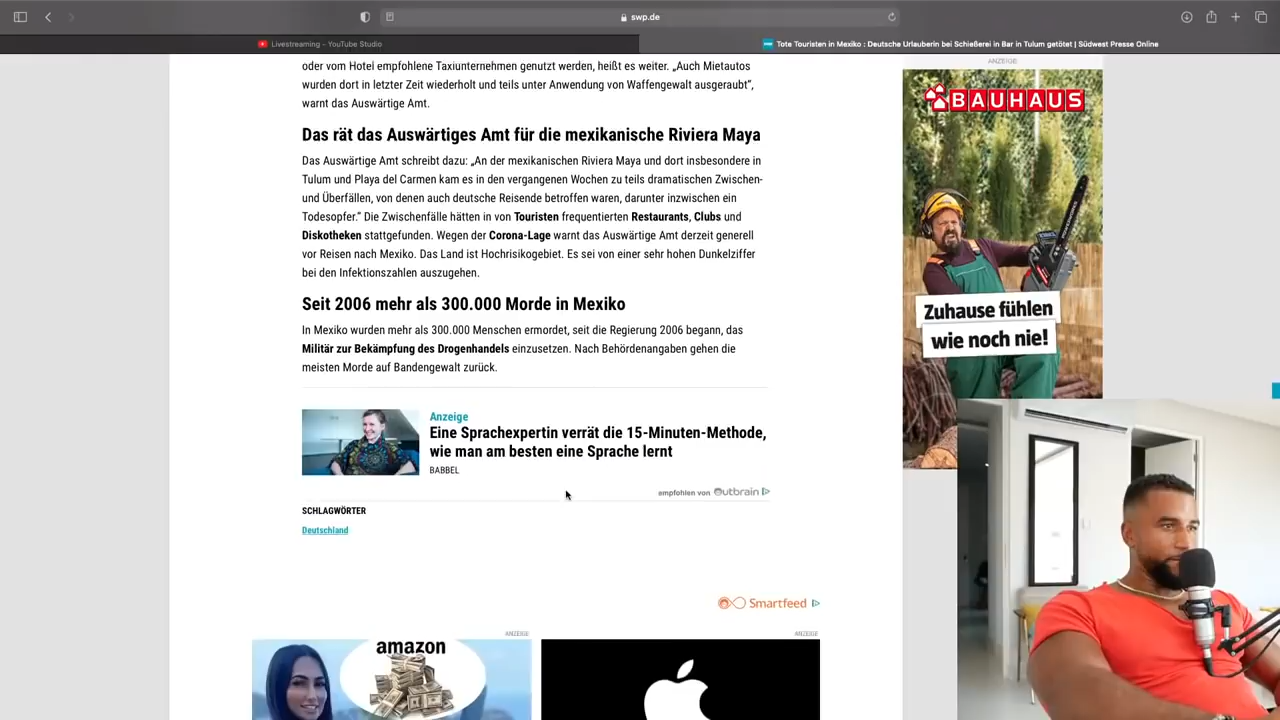 swp.de
Livestreaming - YouTube Studio
Tote Touristen in Mexiko : Deutsche Urlauberin bei Schießerei in Bar in Tulum getötet | Südwest Presse Online
oder vom Hotel empfohlene Taxiunternehmen genutzt werden, heißt es weiter. „Auch Mietautos
wurden dort in letzter Zeit wiederholt und teils unter Anwendung von Waffengewalt ausgeraubt“,
warnt das Auswärtige Amt.
Das rät das Auswärtiges Amt für die mexikanische Riviera Maya
Das Auswärtige Amt schreibt dazu: „An der mexikanischen Riviera Maya und dort insbesondere in
Tulum und Playa del Carmen kam es in den vergangenen Wochen zu teils dramatischen Zwischen-
und Überfällen, von denen auch deutsche Reisende betroffen waren, darunter inzwischen ein
Todesopfer.“ Die Zwischenfälle hätten in von Touristen frequentierten Restaurants, Clubs und
Diskotheken stattgefunden. Wegen der Corona-Lage warnt das Auswärtige Amt derzeit generell
vor Reisen nach Mexiko. Das Land ist Hochrisikogebiet. Es sei von einer sehr hohen Dunkelziffer
bei den Infektionszahlen auszugehen.
Seit 2006 mehr als 300.000 Morde in Mexiko
In Mexiko wurden mehr als 300.000 Menschen ermordet, seit die Regierung 2006 begann, das
Militär zur Bekämpfung des Drogenhandels einzusetzen. Nach Behördenangaben gehen die
meisten Morde auf Bandengewalt zurück.
Anzeige
Eine Sprachexpertin verrät die 15-Minuten-Methode,
wie man am besten eine Sprache lernt
BABBEL
empfohlen von Outbrain
SCHLAGWÖRTER
Deutschland
Smartfeed
ANZEIGE
ANZEIGE
amazon
ANZEIGE
BAUHAUS
Zuhause fühlen
wie noch nie!